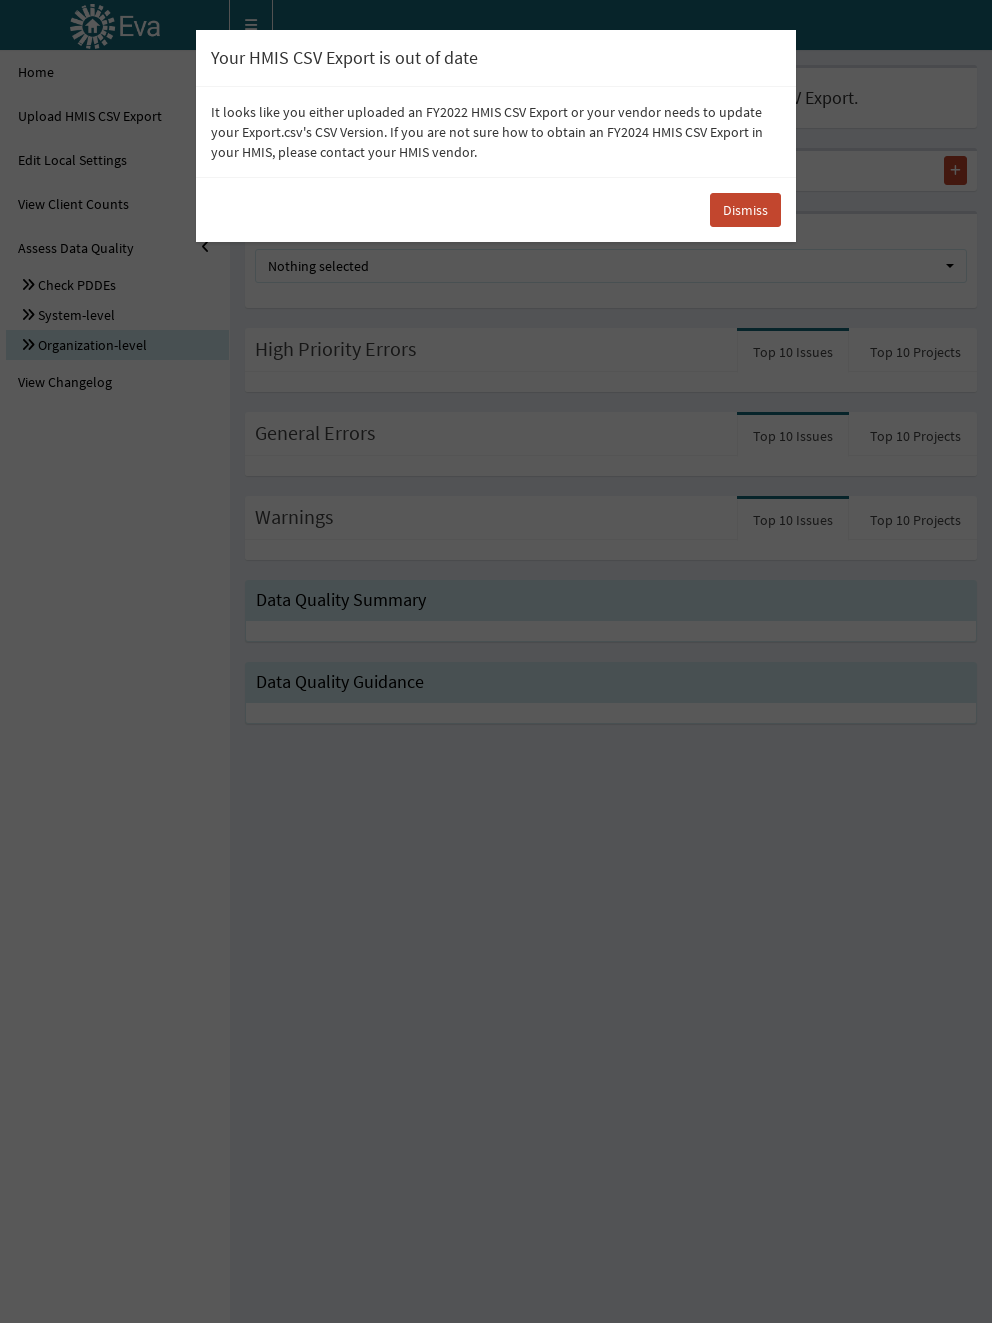 Eva
Your HMIS CSV Export is out of date
It looks like you either uploaded an FY2022 HMIS CSV Export or your vendor needs to update
your Export.csv's CSV Version. If you are not sure how to obtain an FY2024 HMIS CSV Export in
your HMIS, please contact your HMIS vendor.
Dismiss
Home
Upload HMIS CSV Export
Edit Local Settings
View Client Counts
Assess Data Quality
Check PDDEs
System-level
Organization-level
View Changelog
Export.
Nothing selected
High Priority Errors
Top 10 Issues
Top 10 Projects
General Errors
Top 10 Issues
Top 10 Projects
Warnings
Top 10 Issues
Top 10 Projects
Data Quality Summary
Data Quality Guidance